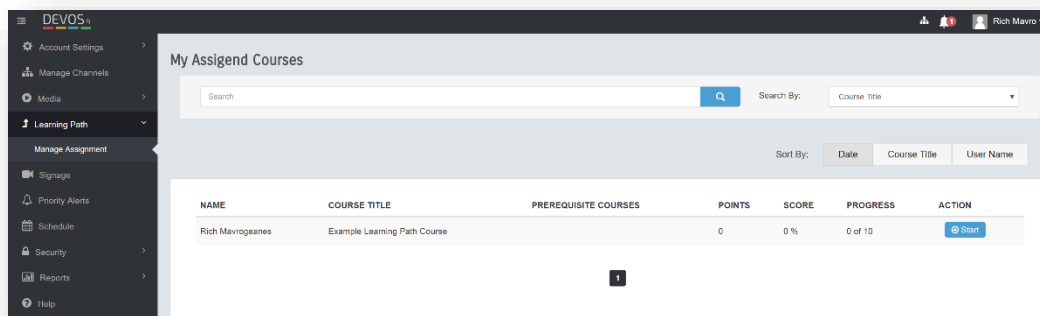 DEVOS4
1
Rich Mavro
Account Settings
Manage Channels
Media
Learning Path
Manage Assignment
Signage
Priority Alerts
Schedule
Security
Reports
Help
My Assigend Courses
Search
Search By:
Course Title
Sort By: Date Course Title User Name
NAME COURSE TITLE PREREQUISITE COURSES POINTS SCORE PROGRESS ACTION
Rich Mavrogeanes Example Learning Path Course 0 0 % 0 of 10 Start
1